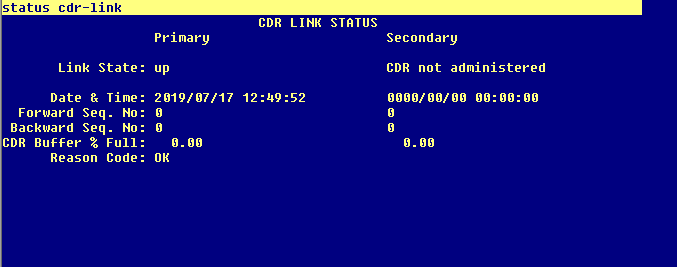 status cdr-link
CDR LINK STATUS
Primary Secondary
Link State: up CDR not administered
Date & Time: 2019/07/17 12:49:52 0000/00/00 00:00:00
Forward Seq. No: 0 0
Backward Seq. No: 0 0
CDR Buffer % Full: 0.00 0.00
Reason Code: OK